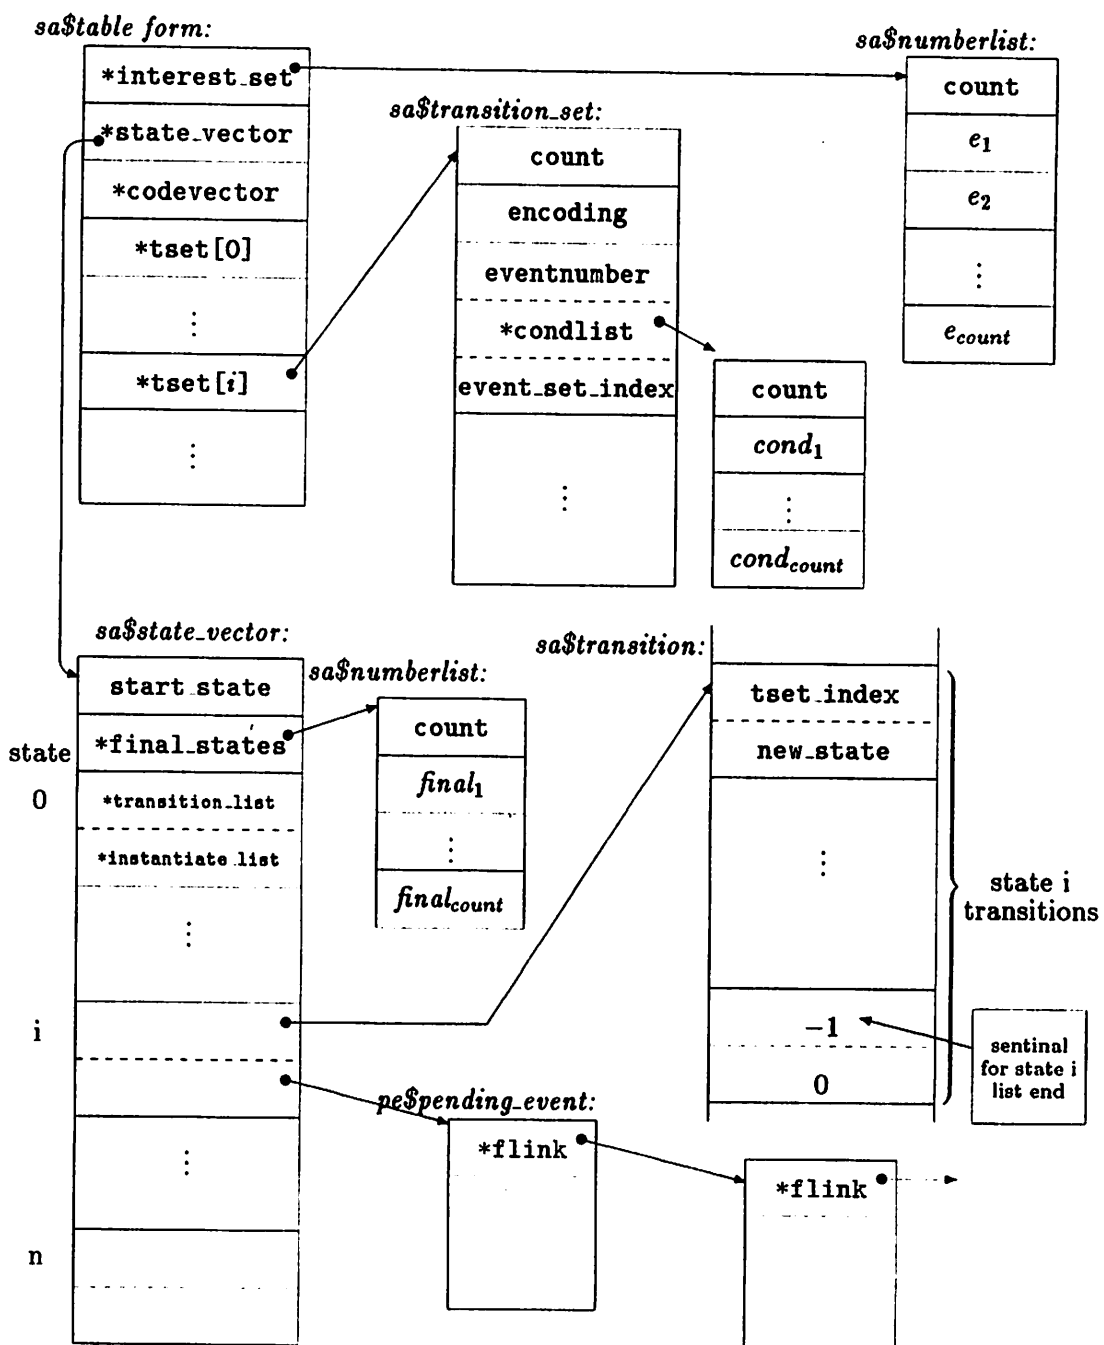 sa$table form:
*interest_set
*state_vector
*codevector
*tset[0]
⋮
*tset[i]
⋮
sa$transition_set:
count
encoding
eventnumber
*condlist
event_set_index
⋮
sa$numberlist:
count
e1
e2
⋮
ecount
count
cond1
⋮
condcount
sa$state_vector:
start_state
*final_states
state
0
*transition_list
*instantiate_list
⋮
i
⋮
n
sa$numberlist:
count
final1
⋮
finalcount
sa$transition:
tset_index
new_state
⋮
−1
0
state i
transitions
sentinal
for state i
list end
pe$pending_event:
*flink
*flink